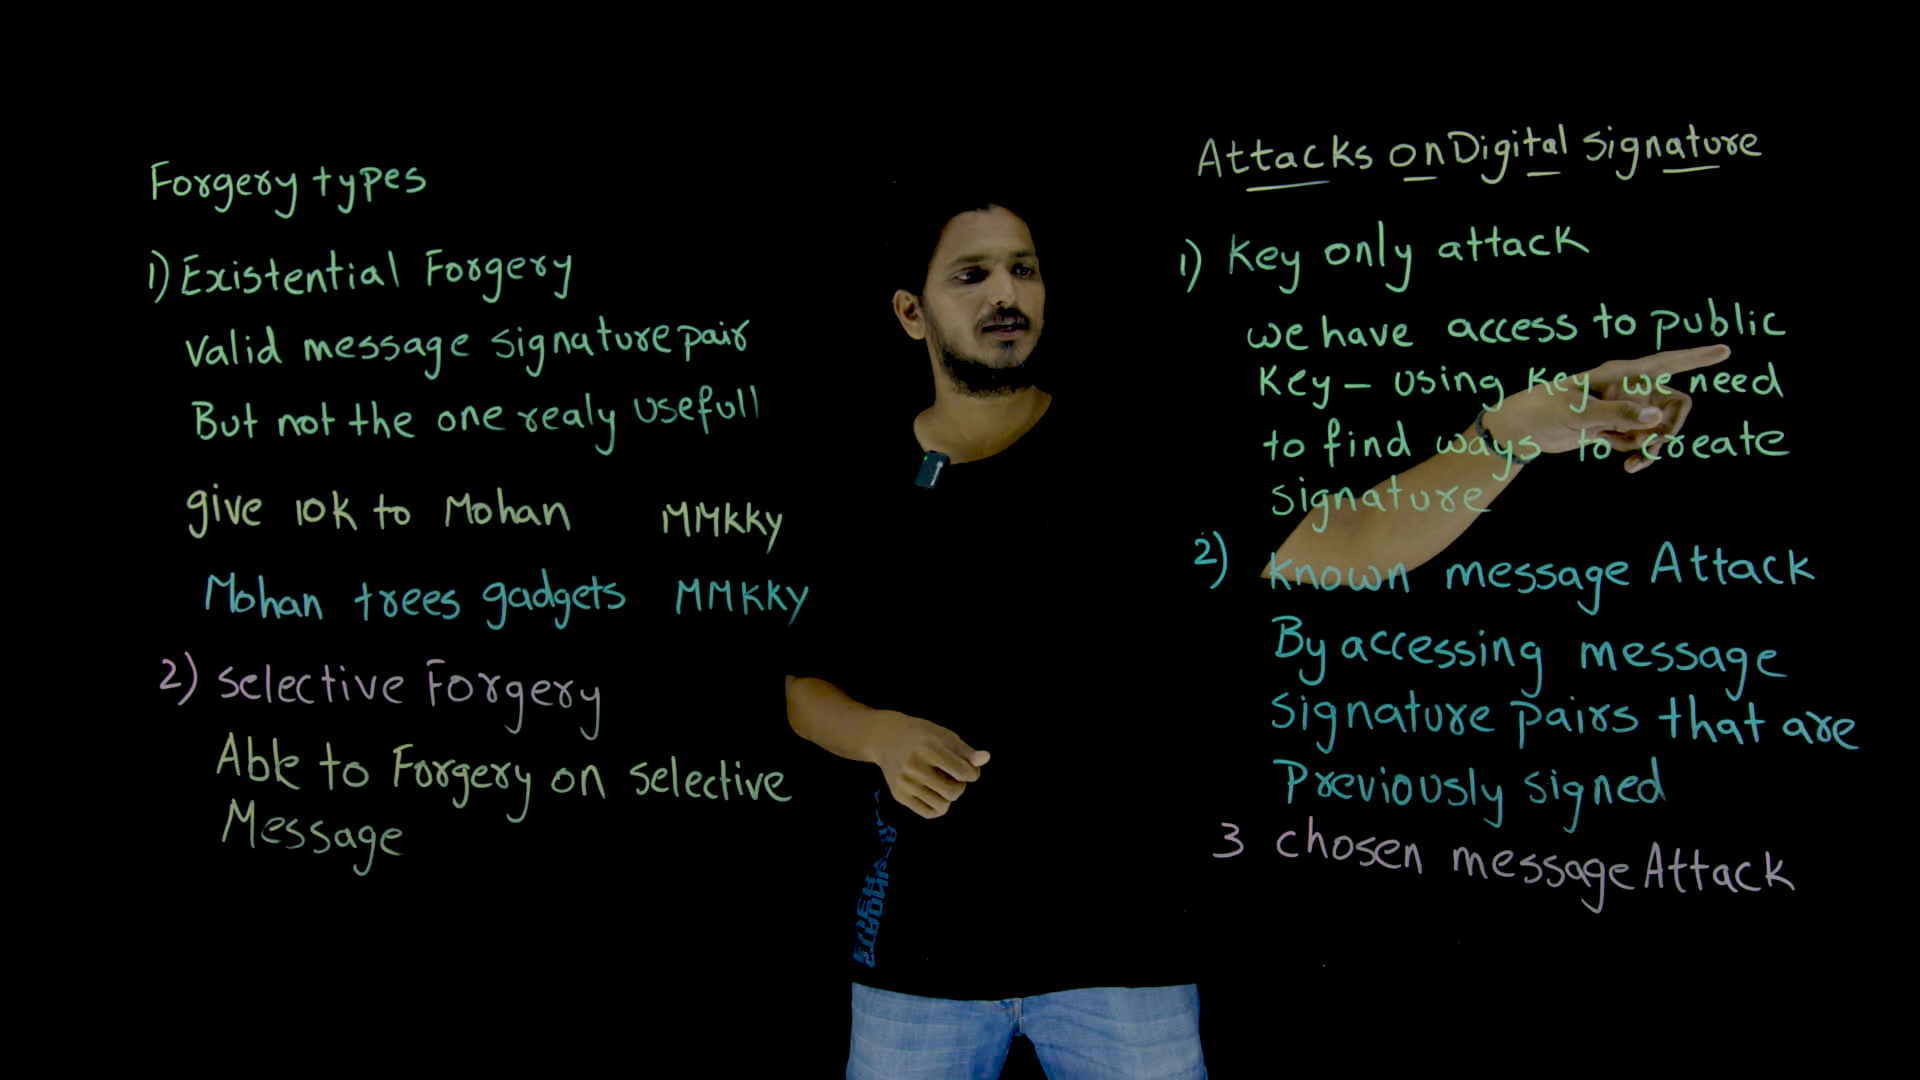 Forgery types
1) Existential Forgery
Valid message signature pair
But not the one realy usefull
give 10k to Mohan MMKKy
Mohan trees gadgets MMKKy
2) selective Forgery
Able to Forgery on selective
Message
Attacks on Digital signature
1) Key only attack
we have access to public
Key - using Key we need
to find ways to create
signature
2) Known message Attack
By accessing message
signature pairs that are
Previously signed
3 chosen message Attack